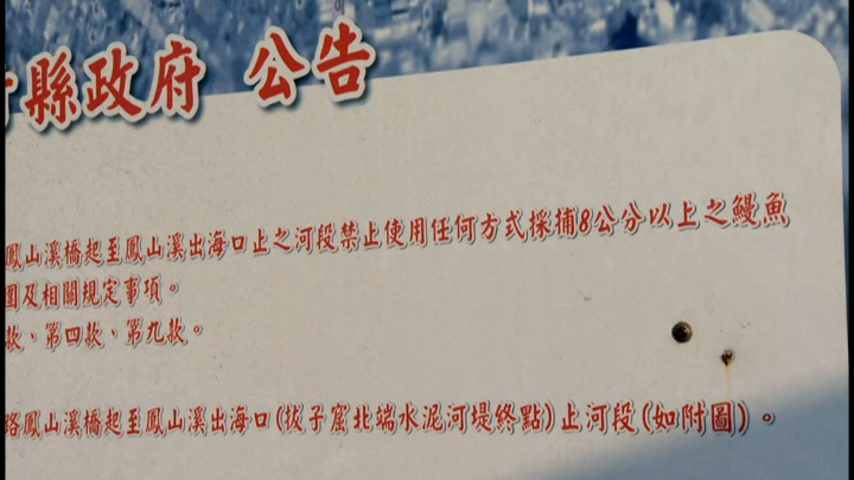 縣政府 公告
鳳山溪橋起至鳳山溪出海口止之河段禁止使用任何方式採捕8公分以上之鰻魚
圍及相關規定事項。
款、第四款、第九款。
路鳳山溪橋起至鳳山溪出海口(拔子窟北端水泥河堤終點)止河段(如附圖)。